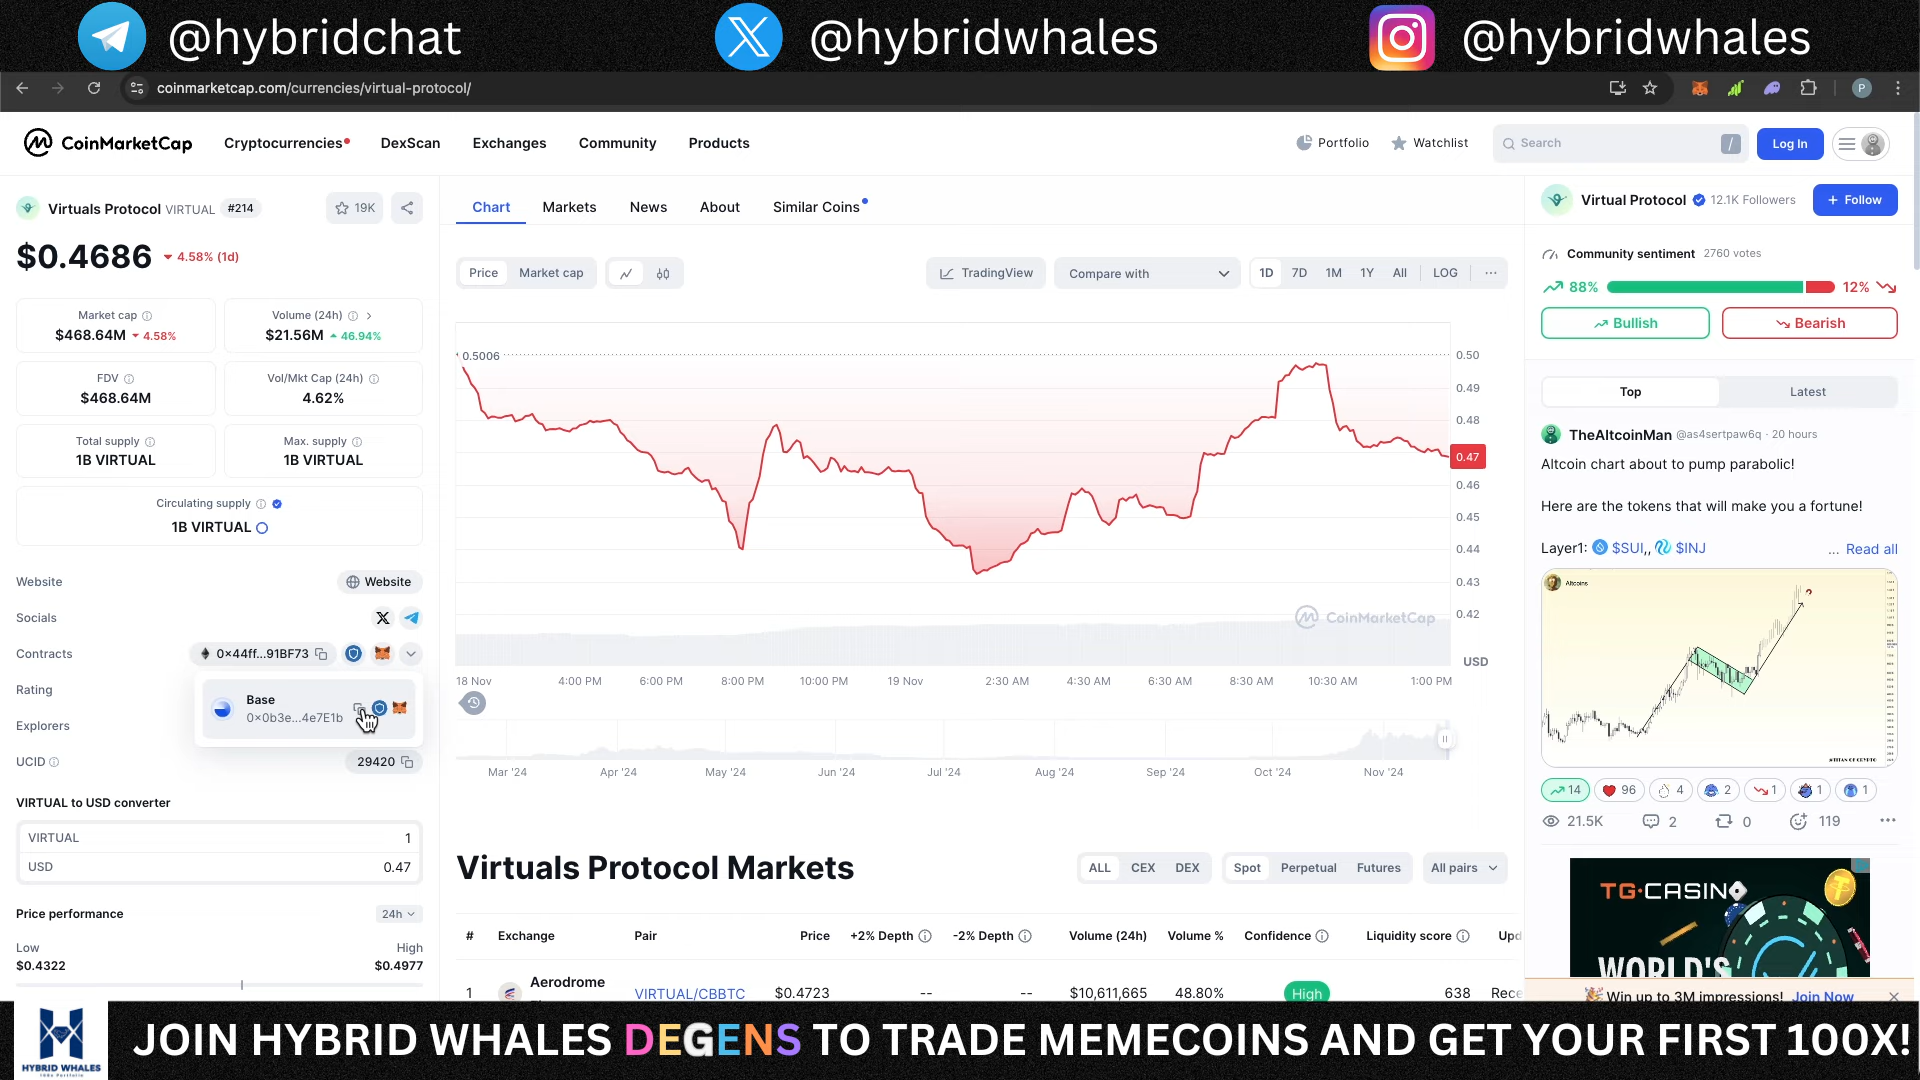 @hybridchat
@hybridwhales
@hybridwhales
coinmarketcap.com/currencies/virtual-protocol/
P
CoinMarketCap
Cryptocurrencies
DexScan
Exchanges
Community
Products
Portfolio
Watchlist
Search
/
Log In
Virtuals Protocol VIRTUAL #214
19K
$0.4686
4.58% (1d)
Market cap
$468.64M 4.58%
Volume (24h)
$21.56M 46.94%
FDV
$468.64M
Vol/Mkt Cap (24h)
4.62%
Total supply
1B VIRTUAL
Max. supply
1B VIRTUAL
Circulating supply
1B VIRTUAL
Website
Website
Socials
Contracts
0x44ff...91BF73
Rating
Base
0x0b3e...4e7E1b
Explorers
UCID
29420
VIRTUAL to USD converter
VIRTUAL 1
USD 0.47
Price performance
24h
Low High
$0.4322 $0.4977
Chart
Markets
News
About
Similar Coins
Price
Market cap
TradingView
Compare with
1D 7D 1M 1Y All LOG
0.5006
0.50
0.49
0.48
0.47
0.46
0.45
0.44
0.43
0.42
CoinMarketCap
USD
18 Nov 4:00 PM 6:00 PM 8:00 PM 10:00 PM 19 Nov 2:30 AM 4:30 AM 6:30 AM 8:30 AM 10:30 AM 1:00 PM
Mar '24 Apr '24 May '24 Jun '24 Jul '24 Aug '24 Sep '24 Oct '24 Nov '24
Virtuals Protocol Markets
ALL CEX DEX
Spot Perpetual Futures
All pairs
# Exchange Pair Price +2% Depth -2% Depth Volume (24h) Volume % Confidence Liquidity score Upd
1 Aerodrome VIRTUAL/CBBTC $0.4723 -- -- $10,611,665 48.80% High 638 Rece
Virtual Protocol 12.1K Followers
+ Follow
Community sentiment 2760 votes
88%
12%
Bullish
Bearish
Top
Latest
TheAltcoinMan @as4sertpaw6q · 20 hours
Altcoin chart about to pump parabolic!
Here are the tokens that will make you a fortune!
Layer1: $SUI,, $INJ
... Read all
Altcoins
14 96 4 2 1 1 1
21.5K 2 0 119
TG·CASINO
WORLD'S
Win up to 3M impressions! Join Now
HYBRID WHALES
JOIN HYBRID WHALES DEGENS TO TRADE MEMECOINS AND GET YOUR FIRST 100X!